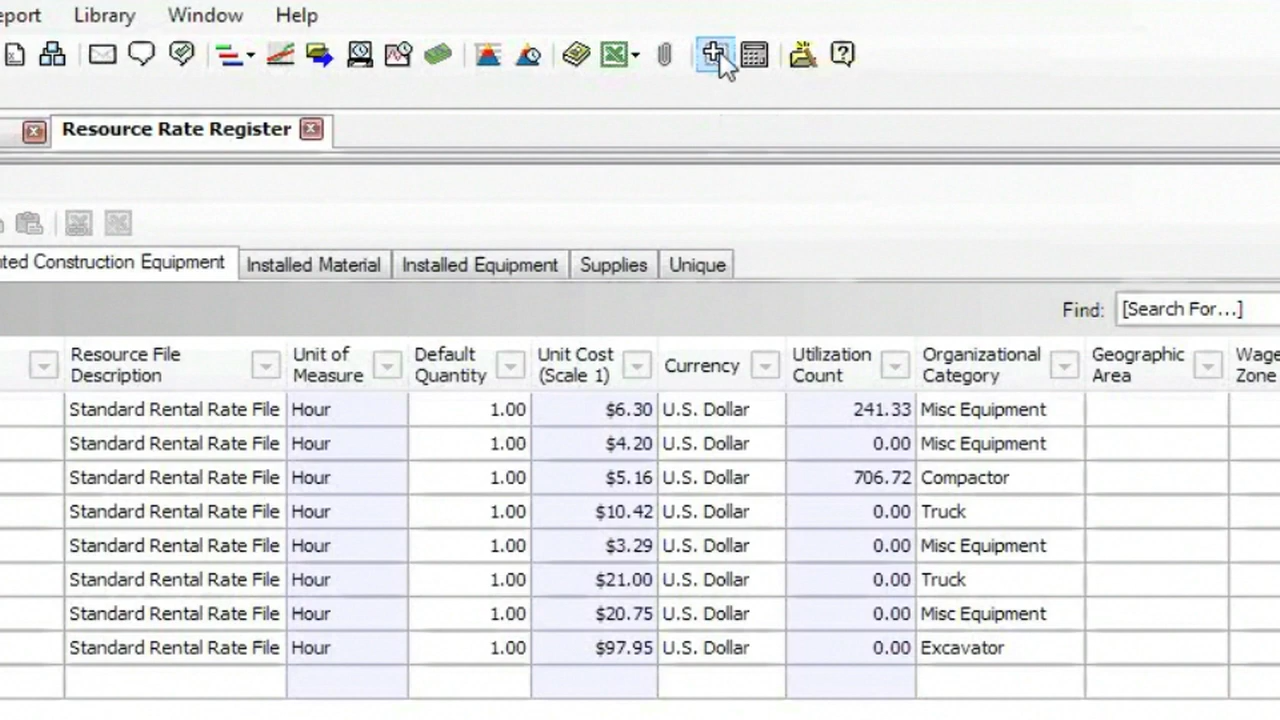 Library Window Help
Resource Rate Register
Construction Equipment Installed Material Installed Equipment Supplies Unique
Find: [Search For...]
Resource File Description Unit of Measure Default Quantity Unit Cost (Scale 1) Currency Utilization Count Organizational Category Geographic Area Wage Zone
Standard Rental Rate File Hour 1.00 $6.30 U.S. Dollar 241.33 Misc Equipment
Standard Rental Rate File Hour 1.00 $4.20 U.S. Dollar 0.00 Misc Equipment
Standard Rental Rate File Hour 1.00 $5.16 U.S. Dollar 706.72 Compactor
Standard Rental Rate File Hour 1.00 $10.42 U.S. Dollar 0.00 Truck
Standard Rental Rate File Hour 1.00 $3.29 U.S. Dollar 0.00 Misc Equipment
Standard Rental Rate File Hour 1.00 $21.00 U.S. Dollar 0.00 Truck
Standard Rental Rate File Hour 1.00 $20.75 U.S. Dollar 0.00 Misc Equipment
Standard Rental Rate File Hour 1.00 $97.95 U.S. Dollar 0.00 Excavator